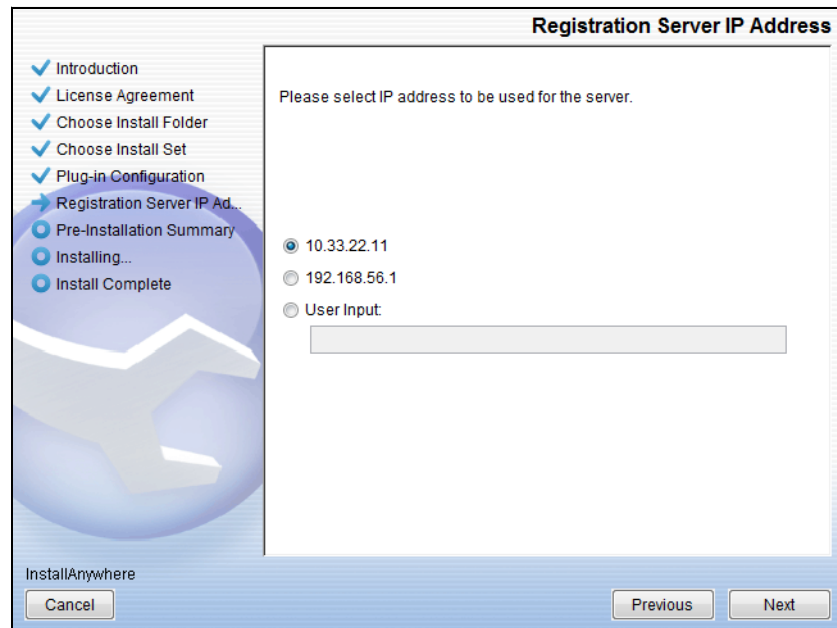 Registration Server IP Address
Introduction
License Agreement
Choose Install Folder
Choose Install Set
Plug-in Configuration
Registration Server IP Ad...
Pre-Installation Summary
Installing...
Install Complete
Please select IP address to be used for the server.
10.33.22.11
192.168.56.1
User Input:
InstallAnywhere
Cancel
Previous
Next